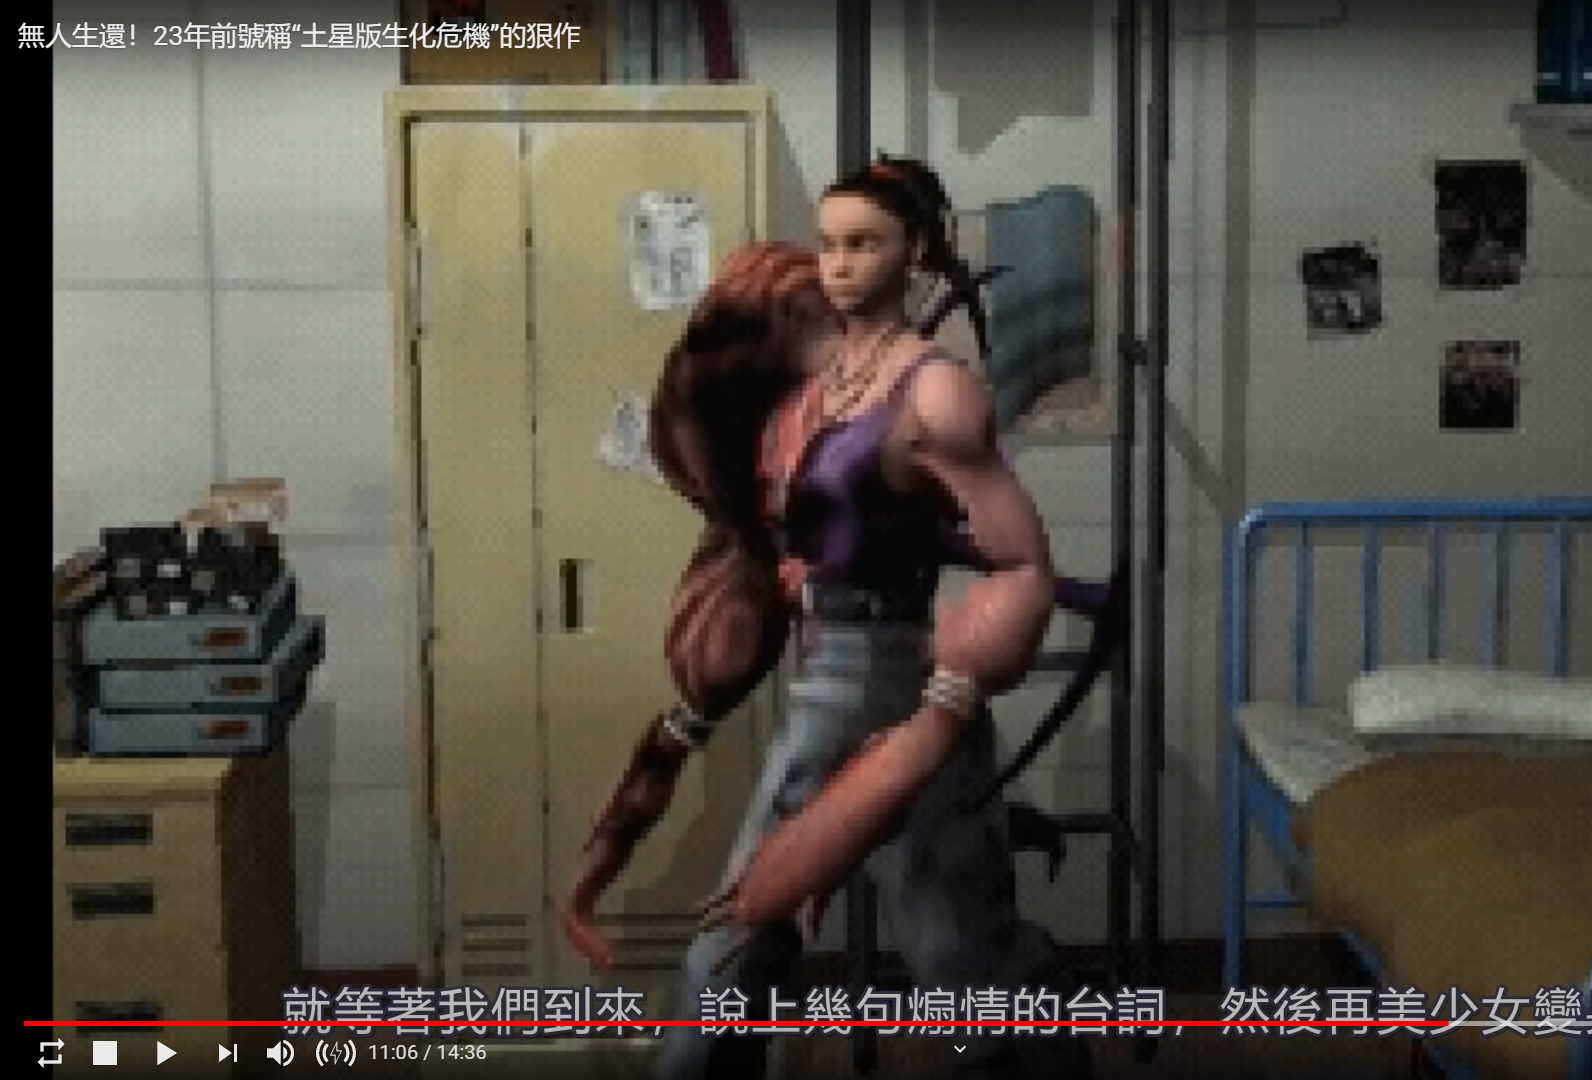 無人生還！23年前號稱“土星版生化危機”的狠作
就等著我們到來，說上幾句煽情的台詞，然後再美少女變
11:06 / 14:36